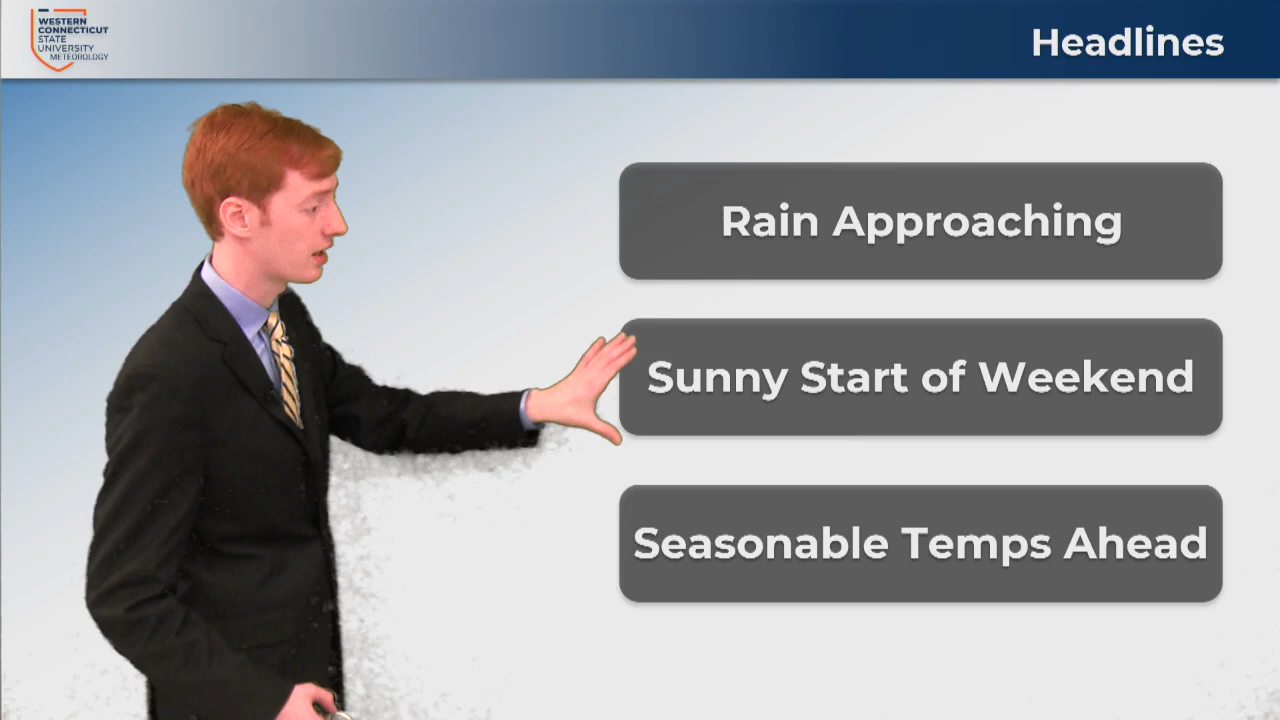 WESTERN
CONNECTICUT
STATE
UNIVERSITY
METEOROLOGY
Headlines
Rain Approaching
Sunny Start of Weekend
Seasonable Temps Ahead